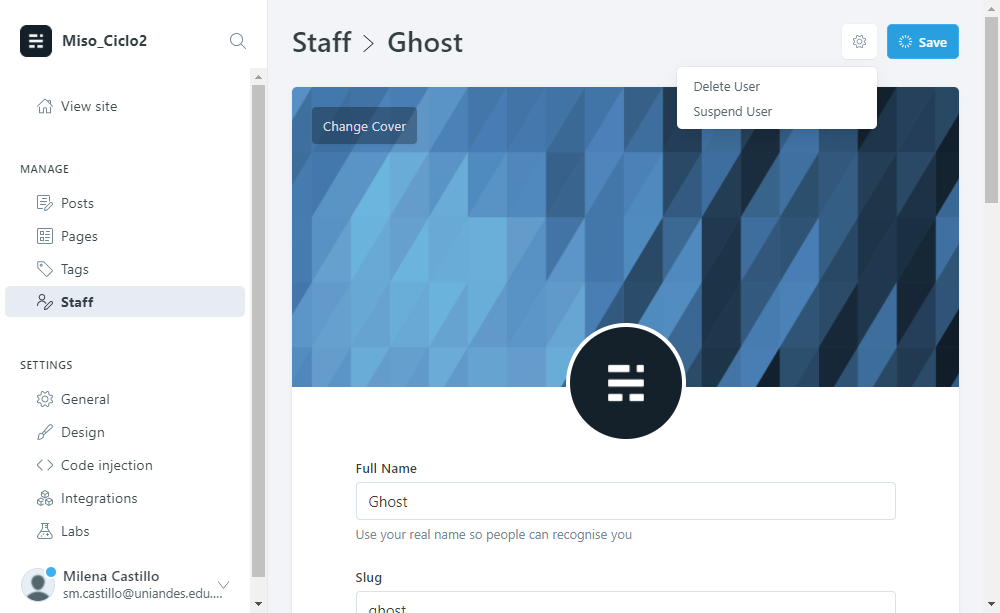 Miso_Ciclo2
View site
MANAGE
Posts
Pages
Tags
Staff
SETTINGS
General
Design
Code injection
Integrations
Labs
Milena Castillo
sm.castillo@uniandes.edu....
Staff > Ghost
Save
Delete User
Suspend User
Change Cover
Full Name
Ghost
Use your real name so people can recognise you
Slug
ghost